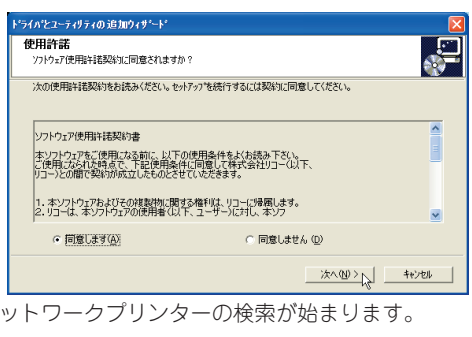 ドライバとユーティリティの追加ウィザード
使用許諾
ソフトウェア使用許諾契約に同意されますか?
次の使用許諾契約をお読みください。セットアップを続行するには契約に同意してください。
ソフトウェア使用許諾契約書
本ソフトウェアをご使用になる前に、以下の使用条件をよくお読み下さい。
ご使用になられた時点で、下記使用条件に同意して株式会社リコー(以下、
リコー)との間で契約が成立したものとさせていただきます。
1. 本ソフトウェアおよびその複製物に関する権利は、リコーに帰属します。
2. リコーは、本ソフトウェアの使用者(以下、ユーザー)に対し、本ソフ
同意します(A)
同意しません (D)
次へ(N) >
キャンセル
ットワークプリンターの検索が始まります。